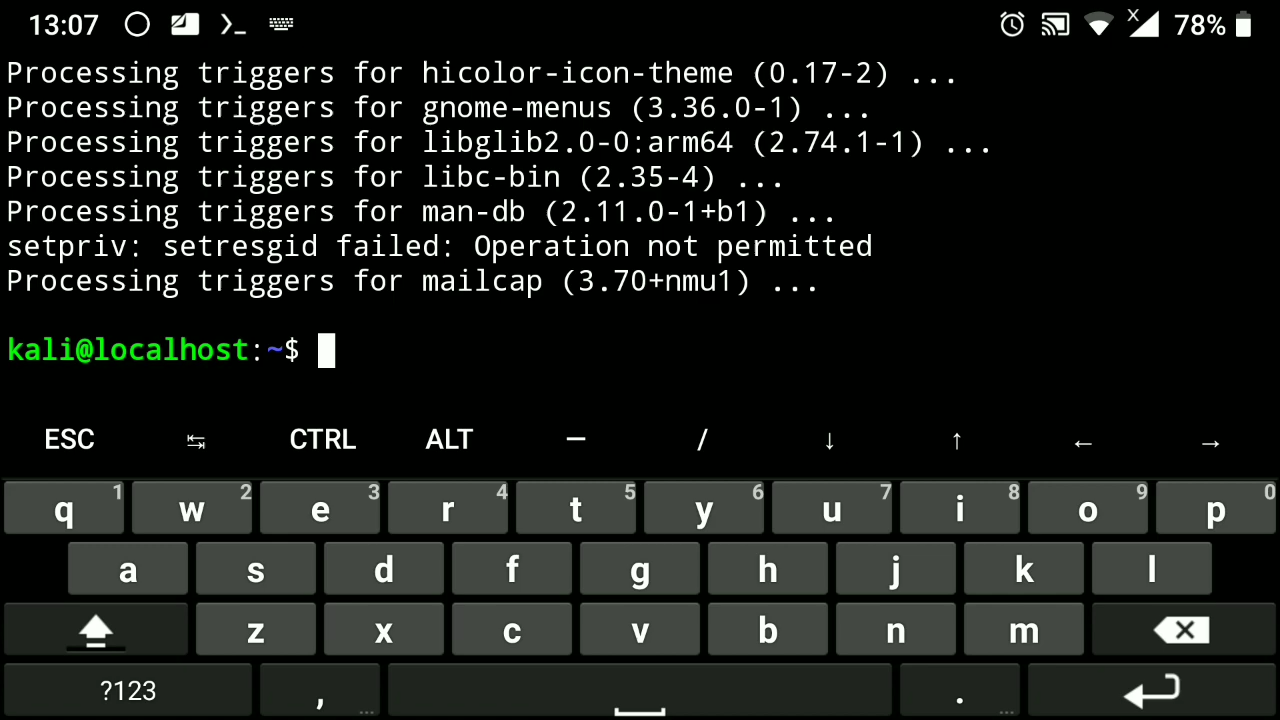 13:07 78%
Processing triggers for hicolor-icon-theme (0.17-2) ...
Processing triggers for gnome-menus (3.36.0-1) ...
Processing triggers for libglib2.0-0:arm64 (2.74.1-1) ...
Processing triggers for libc-bin (2.35-4) ...
Processing triggers for man-db (2.11.0-1+b1) ...
setpriv: setresgid failed: Operation not permitted
Processing triggers for mailcap (3.70+nmu1) ...
kali@localhost:~$
ESC ↹ CTRL ALT — / ↓ ↑ ← →
q 1 w 2 e 3 r 4 t 5 y 6 u 7 i 8 o 9 p 0
a s d f g h j k l
z x c v b n m
?123 , ... . ...